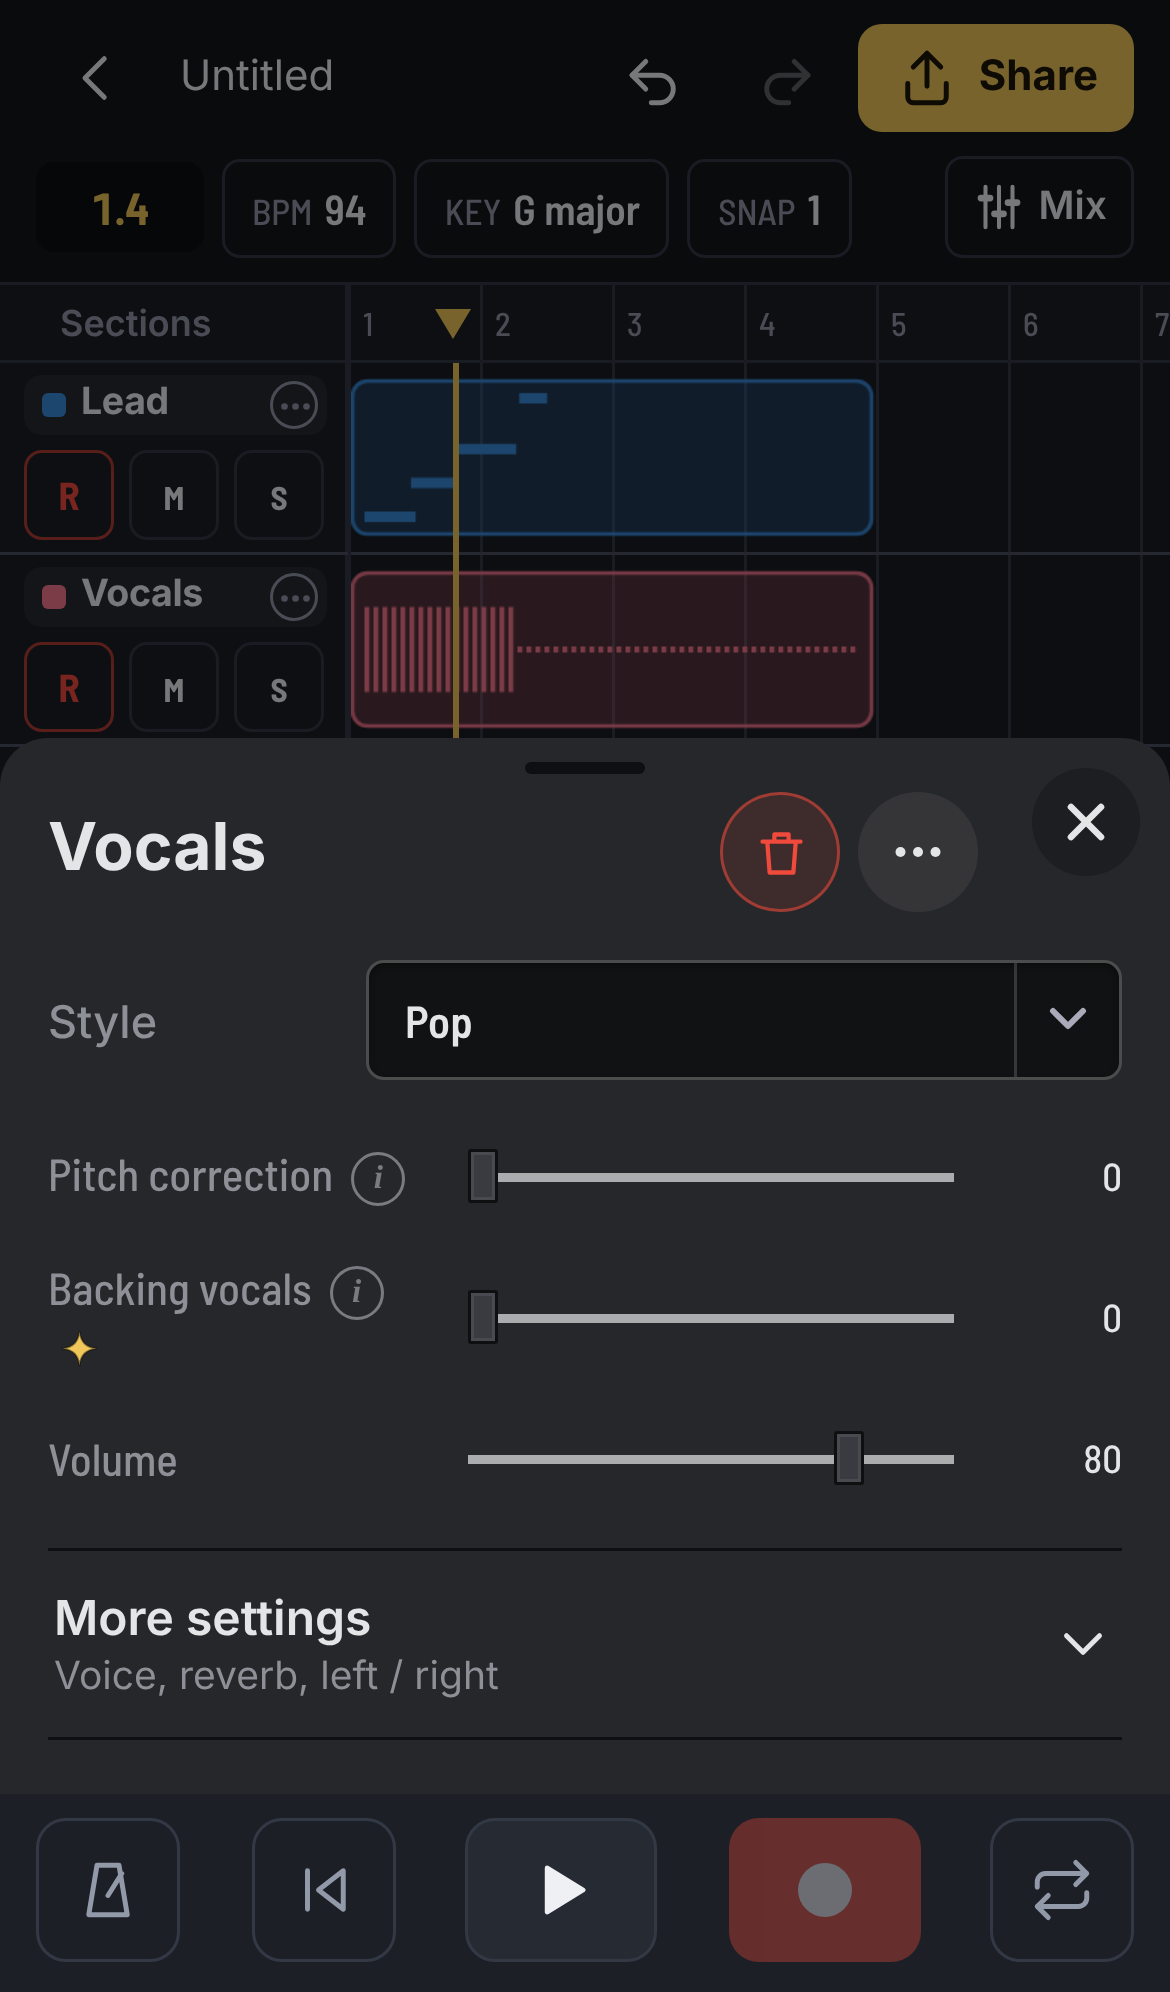 Untitled
Share
1.4
BPM 94
KEY G major
SNAP 1
Mix
Sections
1
2
3
4
5
6
7
Lead
R
M
S
Vocals
R
M
S
Vocals
Style
Pop
Pitch correction
i
0
Backing vocals
i
0
Volume
80
More settings
Voice, reverb, left / right